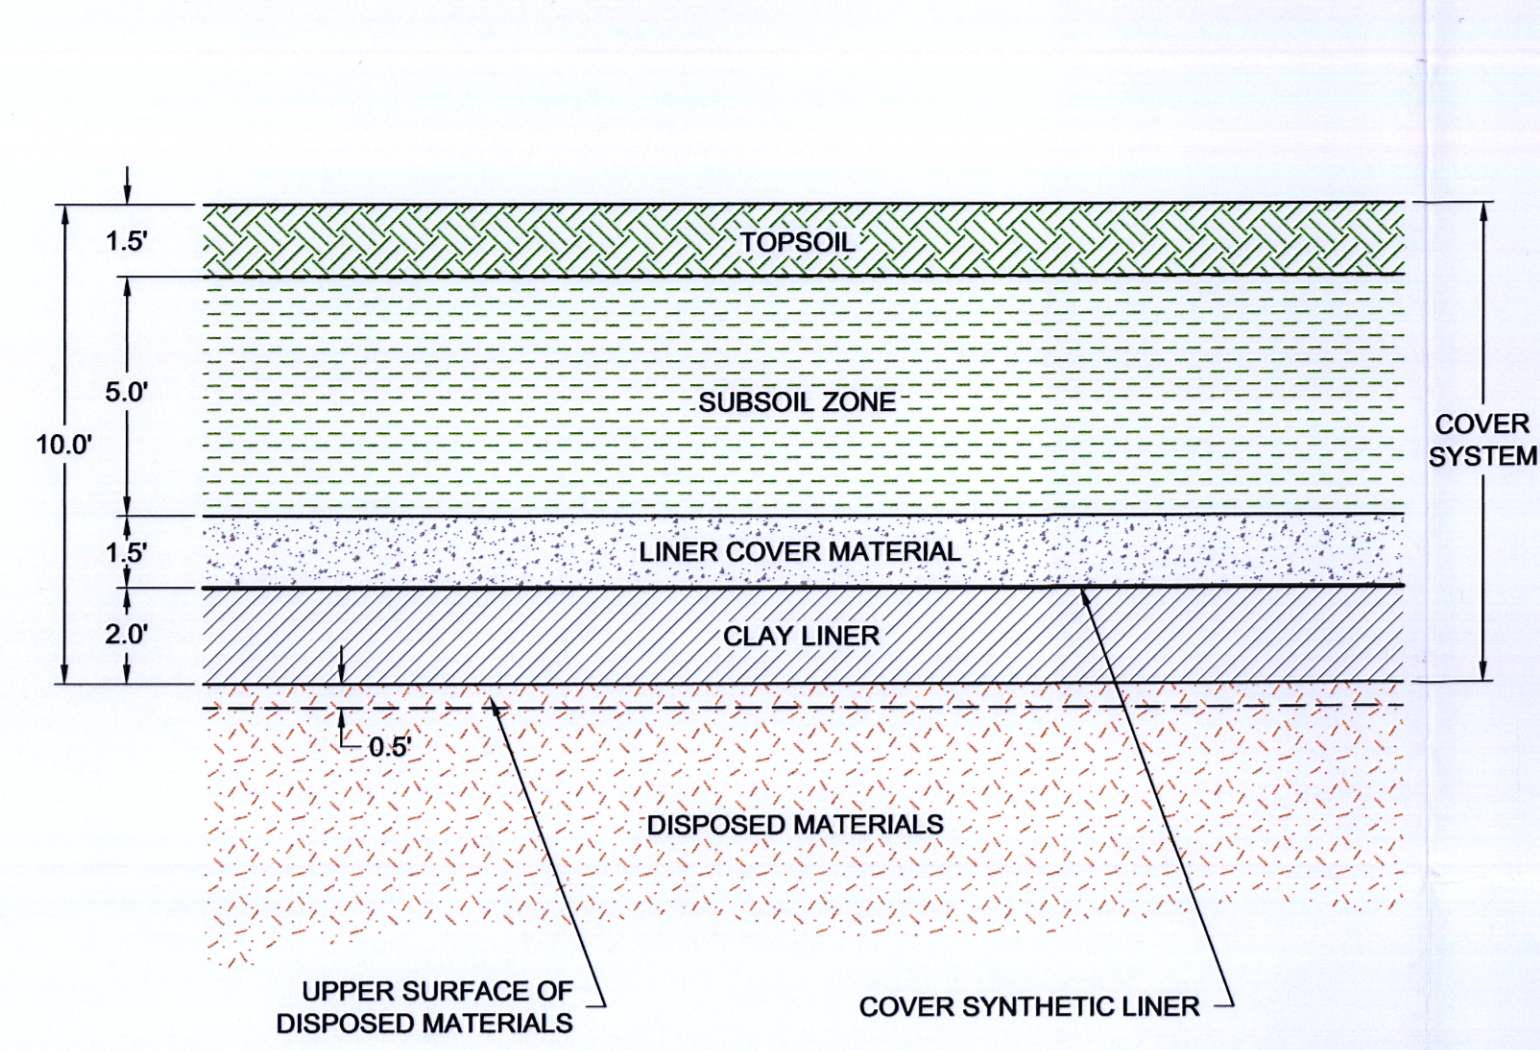 1.5'
TOPSOIL
5.0'
SUBSOIL ZONE
10.0'
COVER
SYSTEM
1.5'
LINER COVER MATERIAL
2.0'
CLAY LINER
0.5'
DISPOSED MATERIALS
UPPER SURFACE OF
DISPOSED MATERIALS
COVER SYNTHETIC LINER